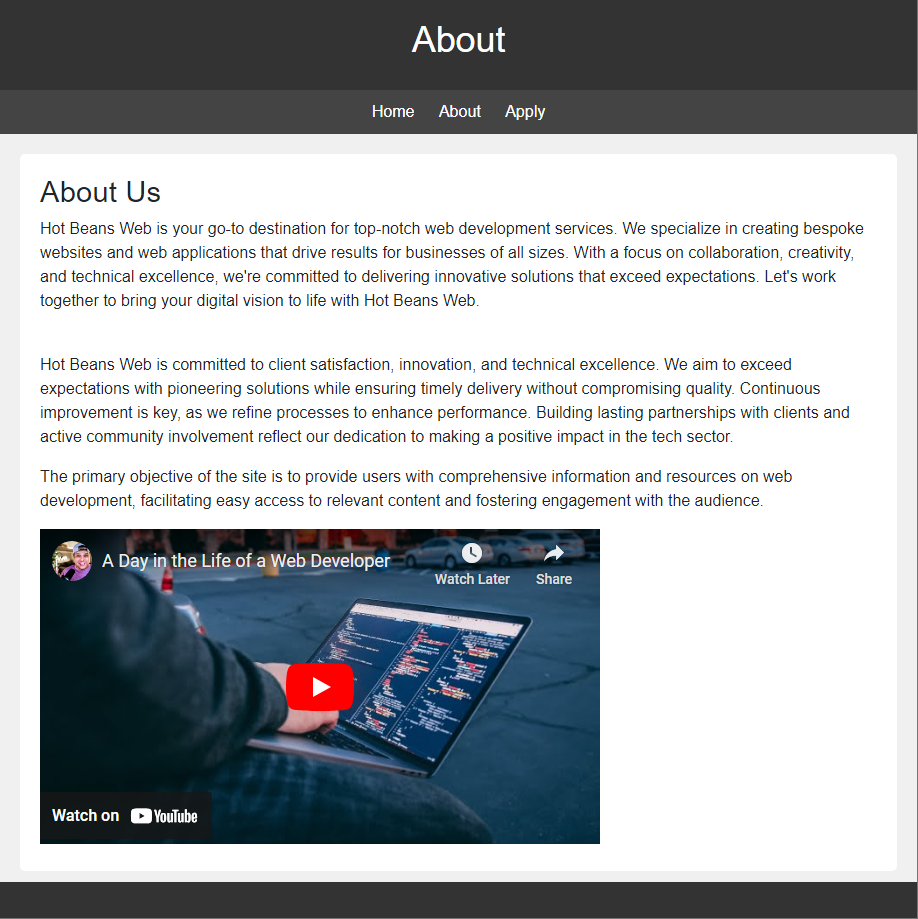 About
Home About Apply
About Us
Hot Beans Web is your go-to destination for top-notch web development services. We specialize in creating bespoke
websites and web applications that drive results for businesses of all sizes. With a focus on collaboration, creativity,
and technical excellence, we're committed to delivering innovative solutions that exceed expectations. Let's work
together to bring your digital vision to life with Hot Beans Web.
Hot Beans Web is committed to client satisfaction, innovation, and technical excellence. We aim to exceed
expectations with pioneering solutions while ensuring timely delivery without compromising quality. Continuous
improvement is key, as we refine processes to enhance performance. Building lasting partnerships with clients and
active community involvement reflect our dedication to making a positive impact in the tech sector.
The primary objective of the site is to provide users with comprehensive information and resources on web
development, facilitating easy access to relevant content and fostering engagement with the audience.
A Day in the Life of a Web Developer
Watch Later Share
Watch on YouTube